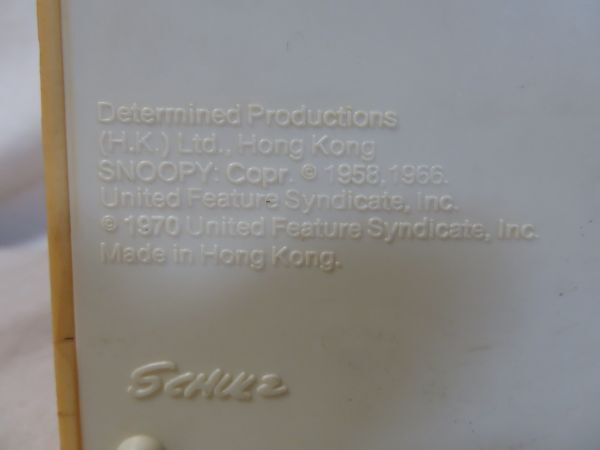 Determined Productions
(H.K.) Ltd., Hong Kong
SNOOPY: Copr. © 1958, 1966.
United Feature Syndicate, Inc.
© 1970 United Feature Syndicate, Inc.
Made in Hong Kong.
SCHULZ